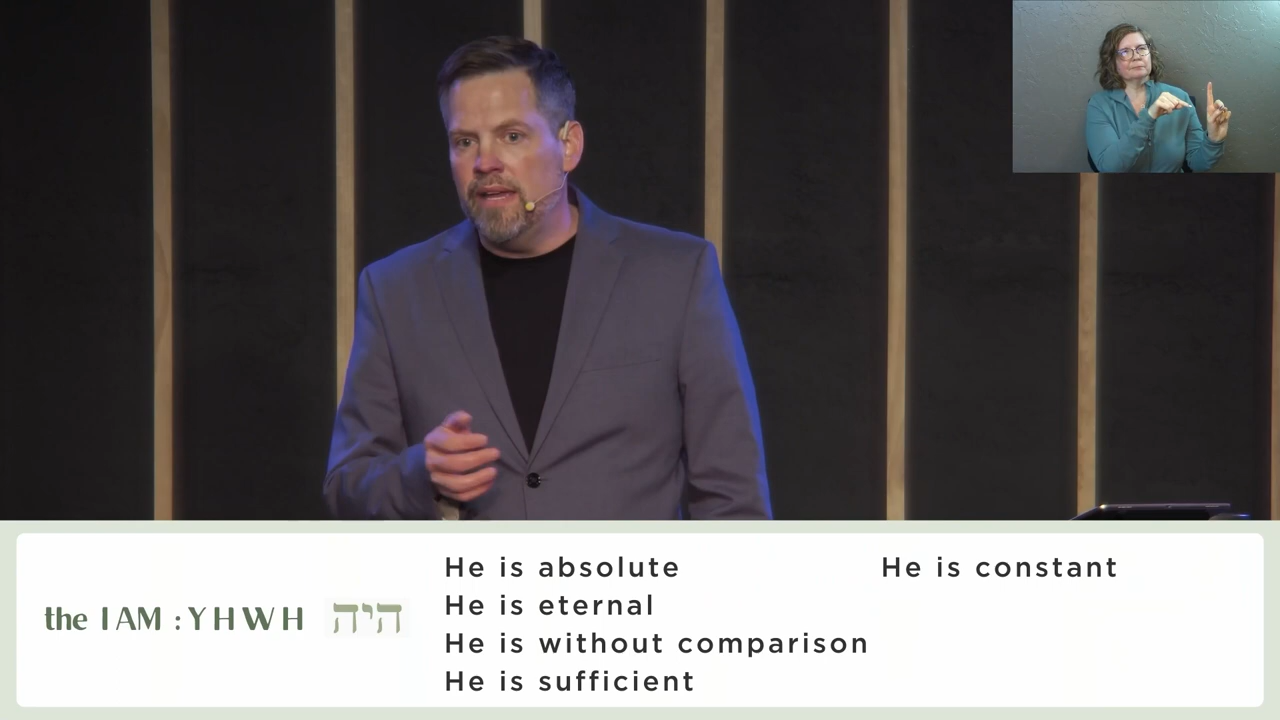 the I AM : YHWH היה
He is absolute
He is eternal
He is without comparison
He is sufficient
He is constant